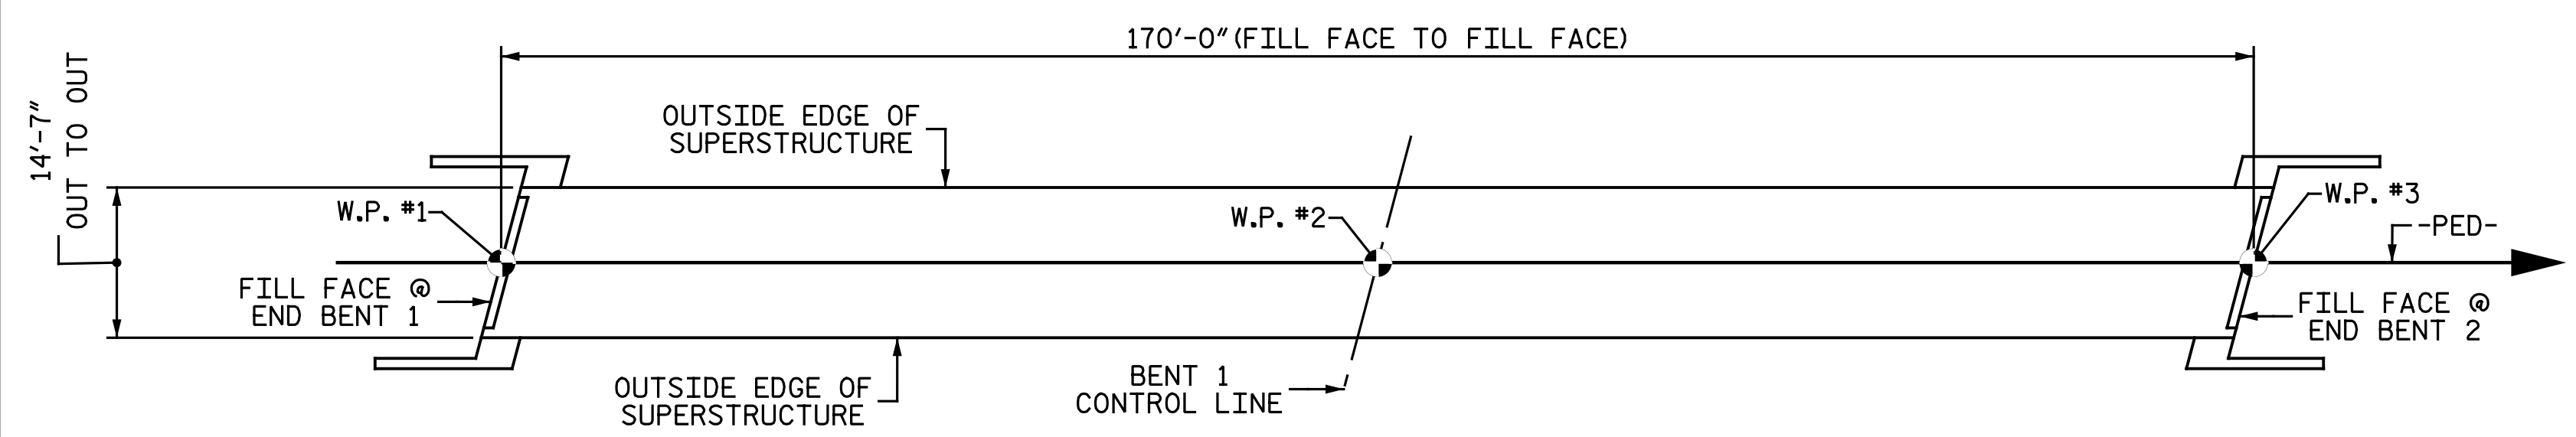 170'-0"(FILL FACE TO FILL FACE)
14'-7"
OUT TO OUT
OUTSIDE EDGE OF
SUPERSTRUCTURE
W.P. #1
W.P. #2
W.P. #3
-PED-
FILL FACE @
END BENT 1
FILL FACE @
END BENT 2
OUTSIDE EDGE OF
SUPERSTRUCTURE
BENT 1
CONTROL LINE